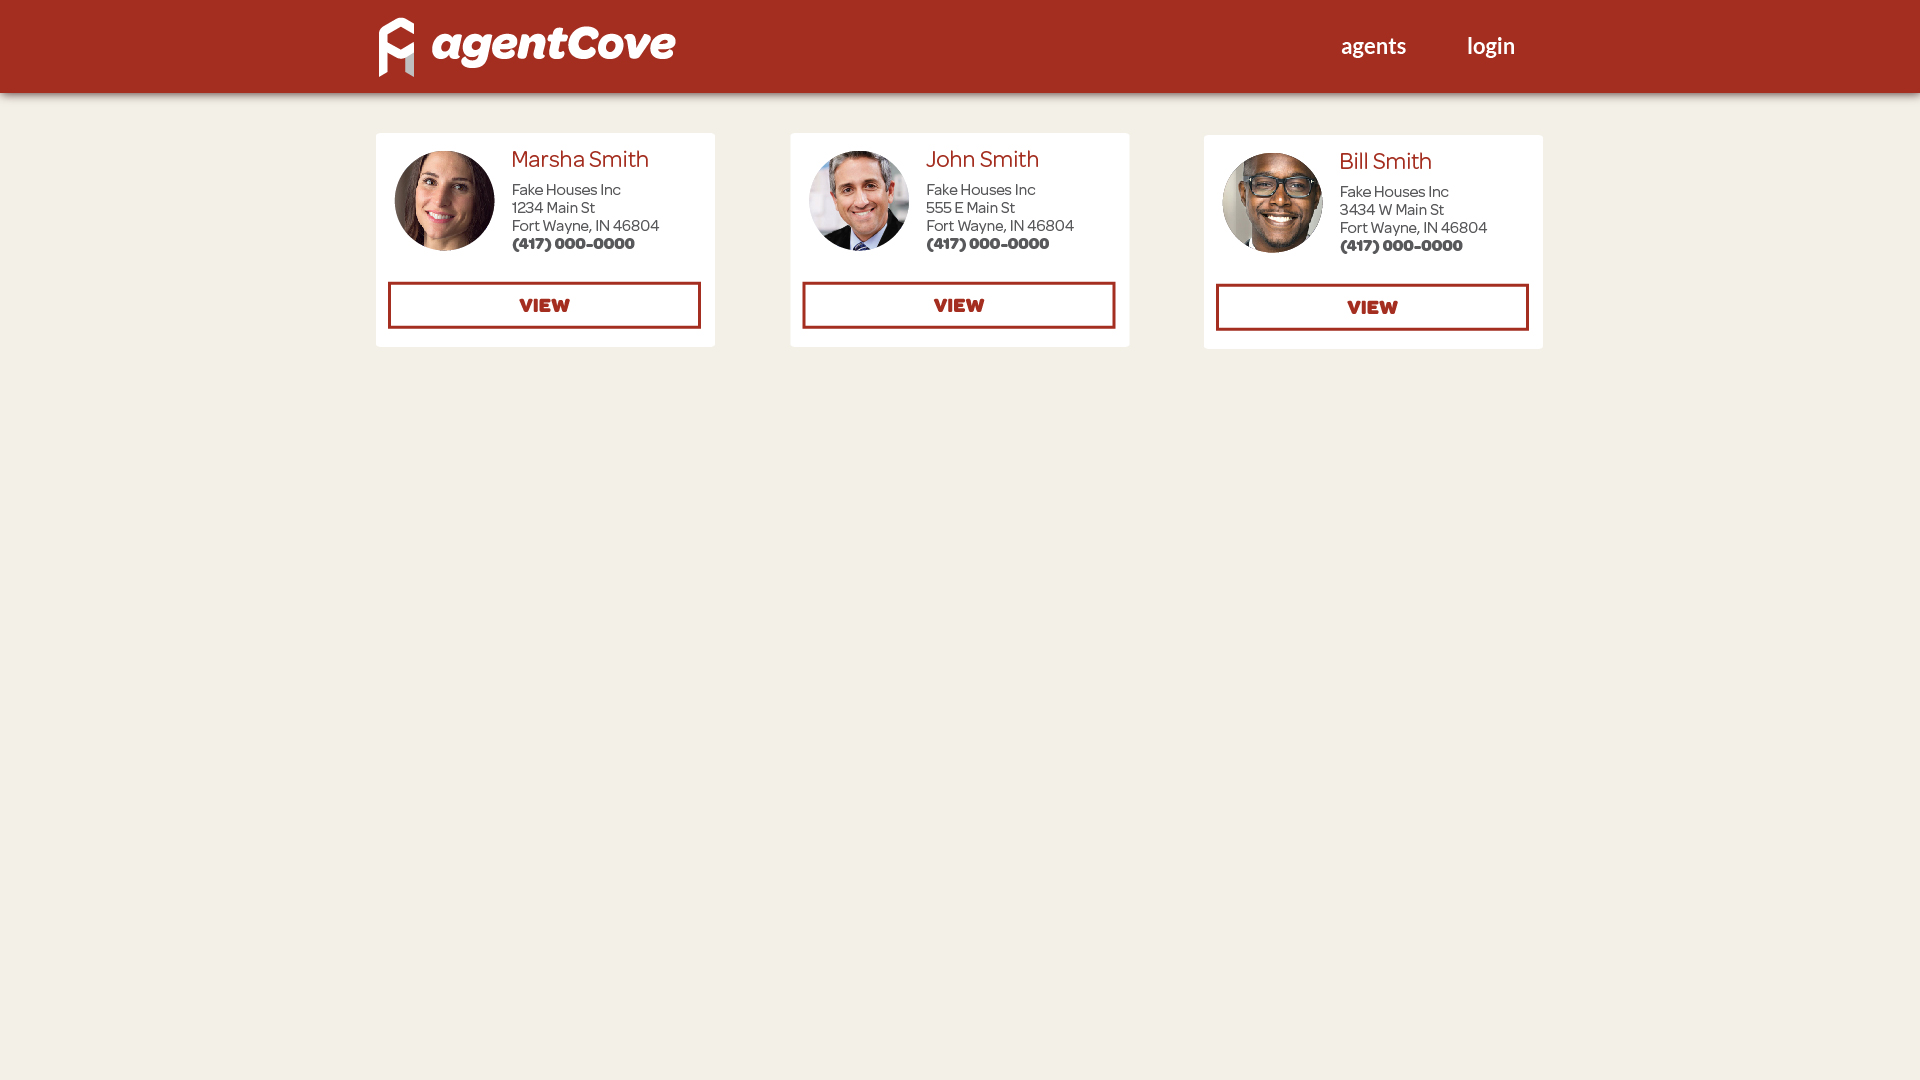 agentCove
agents
login
Marsha Smith
Fake Houses Inc
1234 Main St
Fort Wayne, IN 46804
(417) 000-0000
VIEW
John Smith
Fake Houses Inc
555 E Main St
Fort Wayne, IN 46804
(417) 000-0000
VIEW
Bill Smith
Fake Houses Inc
3434 W Main St
Fort Wayne, IN 46804
(417) 000-0000
VIEW